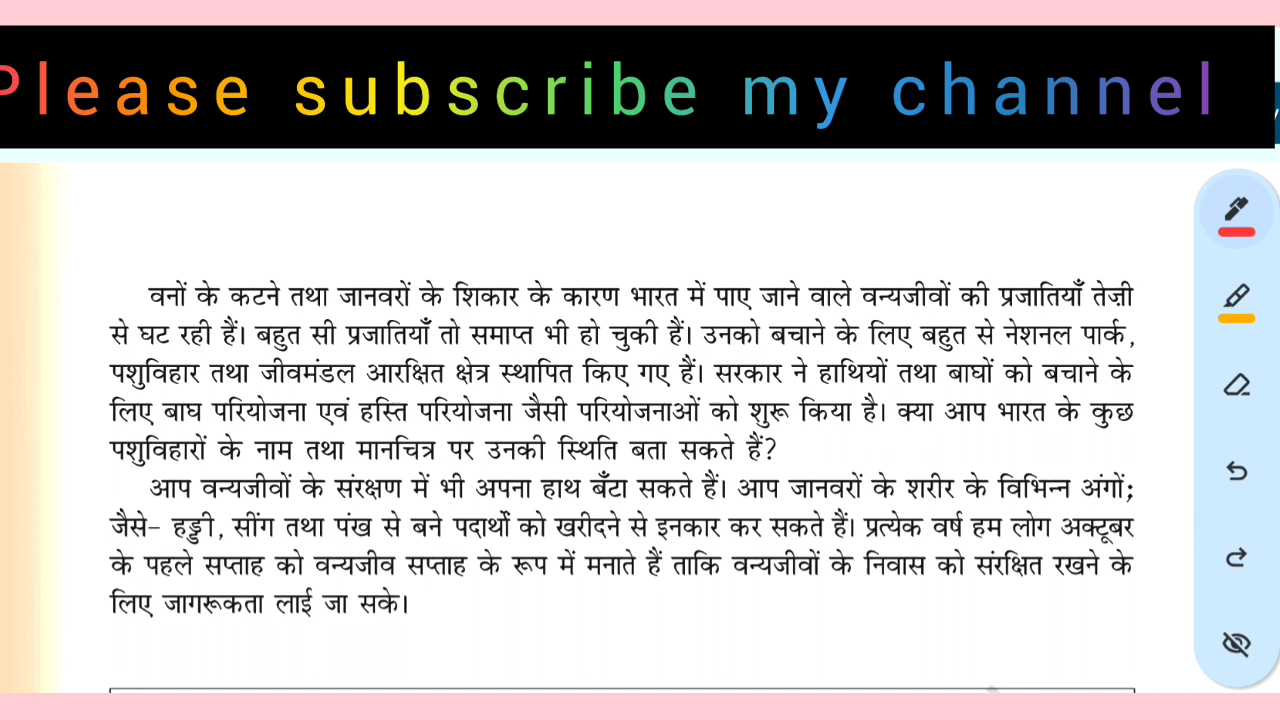 Please subscribe my channel
वनों के कटने तथा जानवरों के शिकार के कारण भारत में पाए जाने वाले वन्यजीवों की प्रजातियाँ तेज़ी
से घट रही हैं। बहुत सी प्रजातियाँ तो समाप्त भी हो चुकी हैं। उनको बचाने के लिए बहुत से नेशनल पार्क,
पशुविहार तथा जीवमंडल आरक्षित क्षेत्र स्थापित किए गए हैं। सरकार ने हाथियों तथा बाघों को बचाने के
लिए बाघ परियोजना एवं हस्ति परियोजना जैसी परियोजनाओं को शुरू किया है। क्या आप भारत के कुछ
पशुविहारों के नाम तथा मानचित्र पर उनकी स्थिति बता सकते हैं?
आप वन्यजीवों के संरक्षण में भी अपना हाथ बँटा सकते हैं। आप जानवरों के शरीर के विभिन्न अंगों;
जैसे– हड्डी, सींग तथा पंख से बने पदार्थों को खरीदने से इनकार कर सकते हैं। प्रत्येक वर्ष हम लोग अक्टूबर
के पहले सप्ताह को वन्यजीव सप्ताह के रूप में मनाते हैं ताकि वन्यजीवों के निवास को संरक्षित रखने के
लिए जागरूकता लाई जा सके।